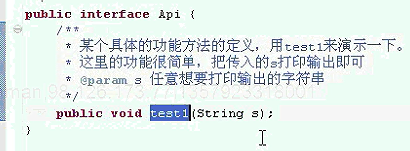 public interface Api {
/**
* 某个具体的功能方法的定义，用test1来演示一下。
* 这里的功能很简单，把传入的s打印输出即可
* @param s 任意想要打印输出的字符串
*/
public void test1(String s);
}